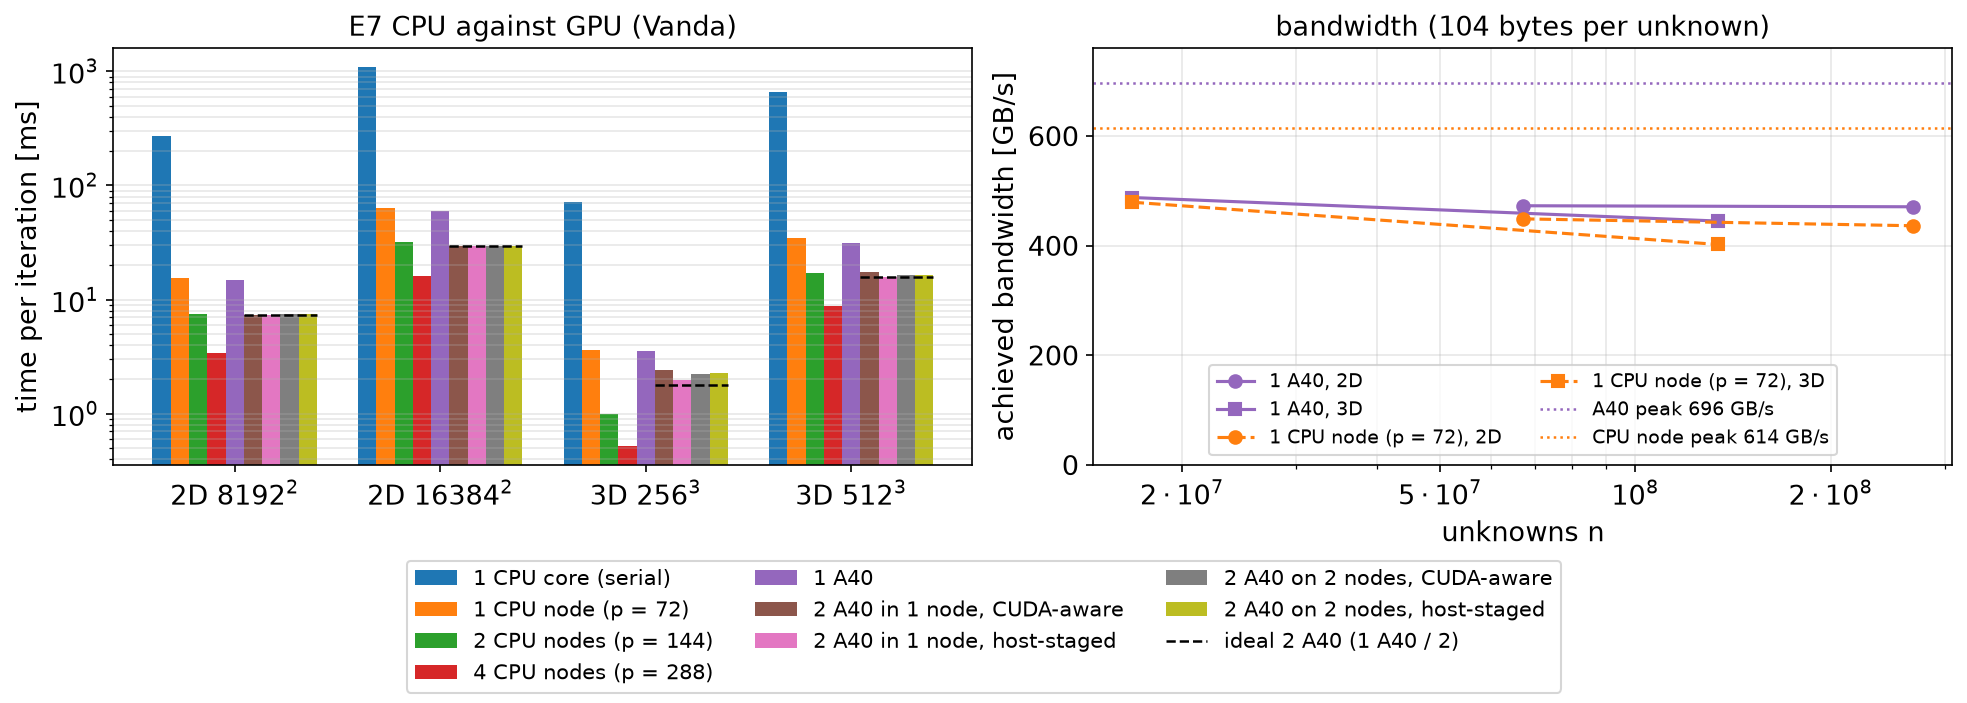 E7 CPU against GPU (Vanda)
time per iteration [ms]
10³
10²
10¹
10⁰
2D 8192²
2D 16384²
3D 256³
3D 512³
bandwidth (104 bytes per unknown)
achieved bandwidth [GB/s]
600
400
200
0
1 A40, 2D
1 A40, 3D
1 CPU node (p = 72), 2D
1 CPU node (p = 72), 3D
A40 peak 696 GB/s
CPU node peak 614 GB/s
2 · 10⁷
5 · 10⁷
10⁸
2 · 10⁸
unknowns n
1 CPU core (serial)
1 CPU node (p = 72)
2 CPU nodes (p = 144)
4 CPU nodes (p = 288)
1 A40
2 A40 in 1 node, CUDA-aware
2 A40 in 1 node, host-staged
2 A40 on 2 nodes, CUDA-aware
2 A40 on 2 nodes, host-staged
ideal 2 A40 (1 A40 / 2)